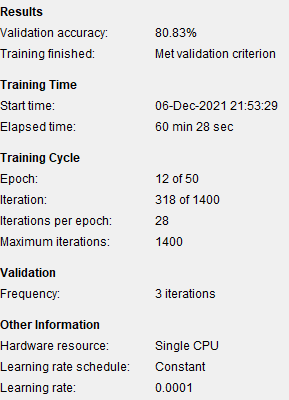 Results
Validation accuracy: 80.83%
Training finished: Met validation criterion
Training Time
Start time: 06-Dec-2021 21:53:29
Elapsed time: 60 min 28 sec
Training Cycle
Epoch: 12 of 50
Iteration: 318 of 1400
Iterations per epoch: 28
Maximum iterations: 1400
Validation
Frequency: 3 iterations
Other Information
Hardware resource: Single CPU
Learning rate schedule: Constant
Learning rate: 0.0001